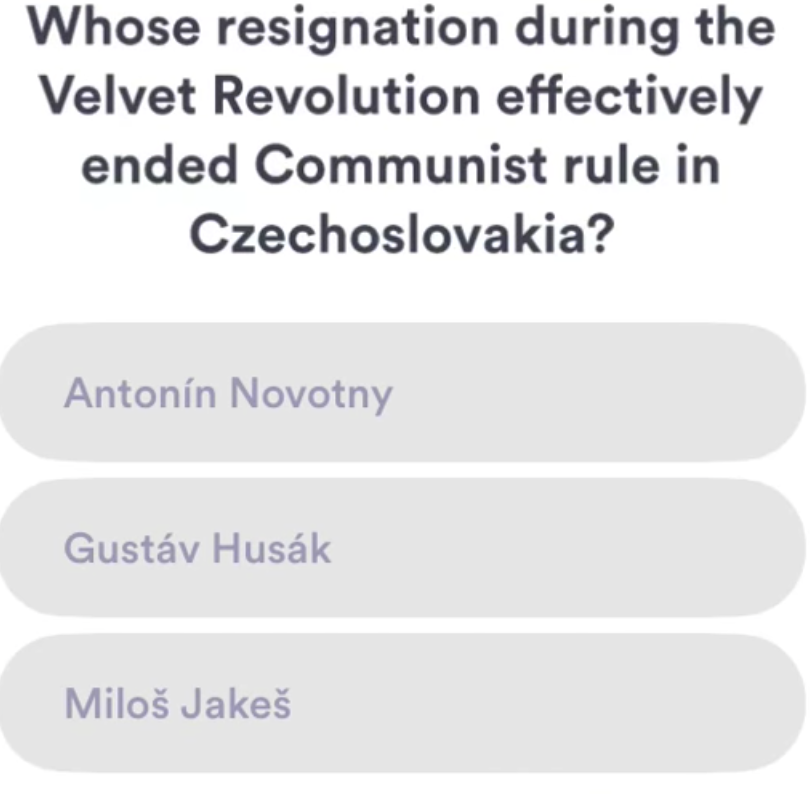 Whose resignation during the
Velvet Revolution effectively
ended Communist rule in
Czechoslovakia?
Antonín Novotny
Gustáv Husák
Miloš Jakeš